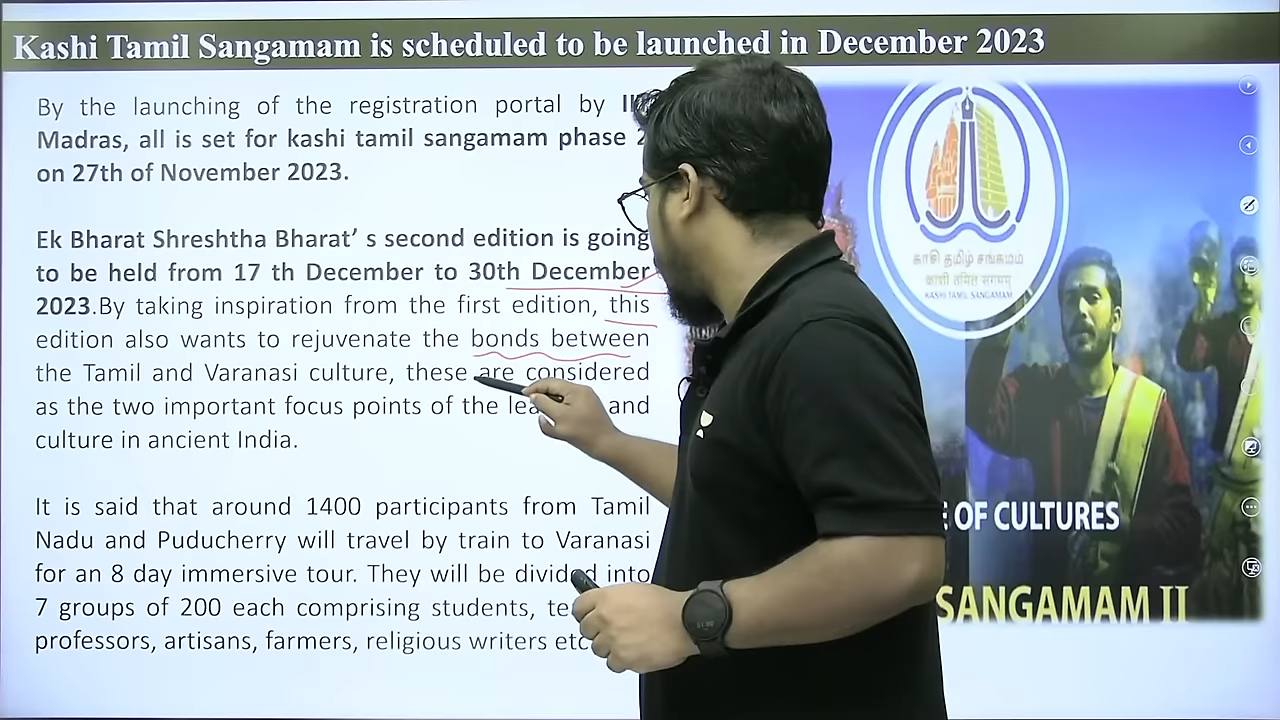 Kashi Tamil Sangamam is scheduled to be launched in December 2023
By the launching of the registration portal by
Madras, all is set for kashi tamil sangamam phase 2
on 27th of November 2023.
Ek Bharat Shreshtha Bharat' s second edition is going
to be held from 17 th December to 30th December
2023.By taking inspiration from the first edition, this
edition also wants to rejuvenate the bonds between
the Tamil and Varanasi culture, these are considered
as the two important focus points of the and
culture in ancient India.
It is said that around 1400 participants from Tamil
Nadu and Puducherry will travel by train to Varanasi
for an 8 day immersive tour. They will be divided into
7 groups of 200 each comprising students,
professors, artisans, farmers, religious writers etc
காசி தமிழ் சங்கமம்
काशी तमिल संगमम्
KASHI TAMIL SANGAMAM
OF CULTURES
SANGAMAM II